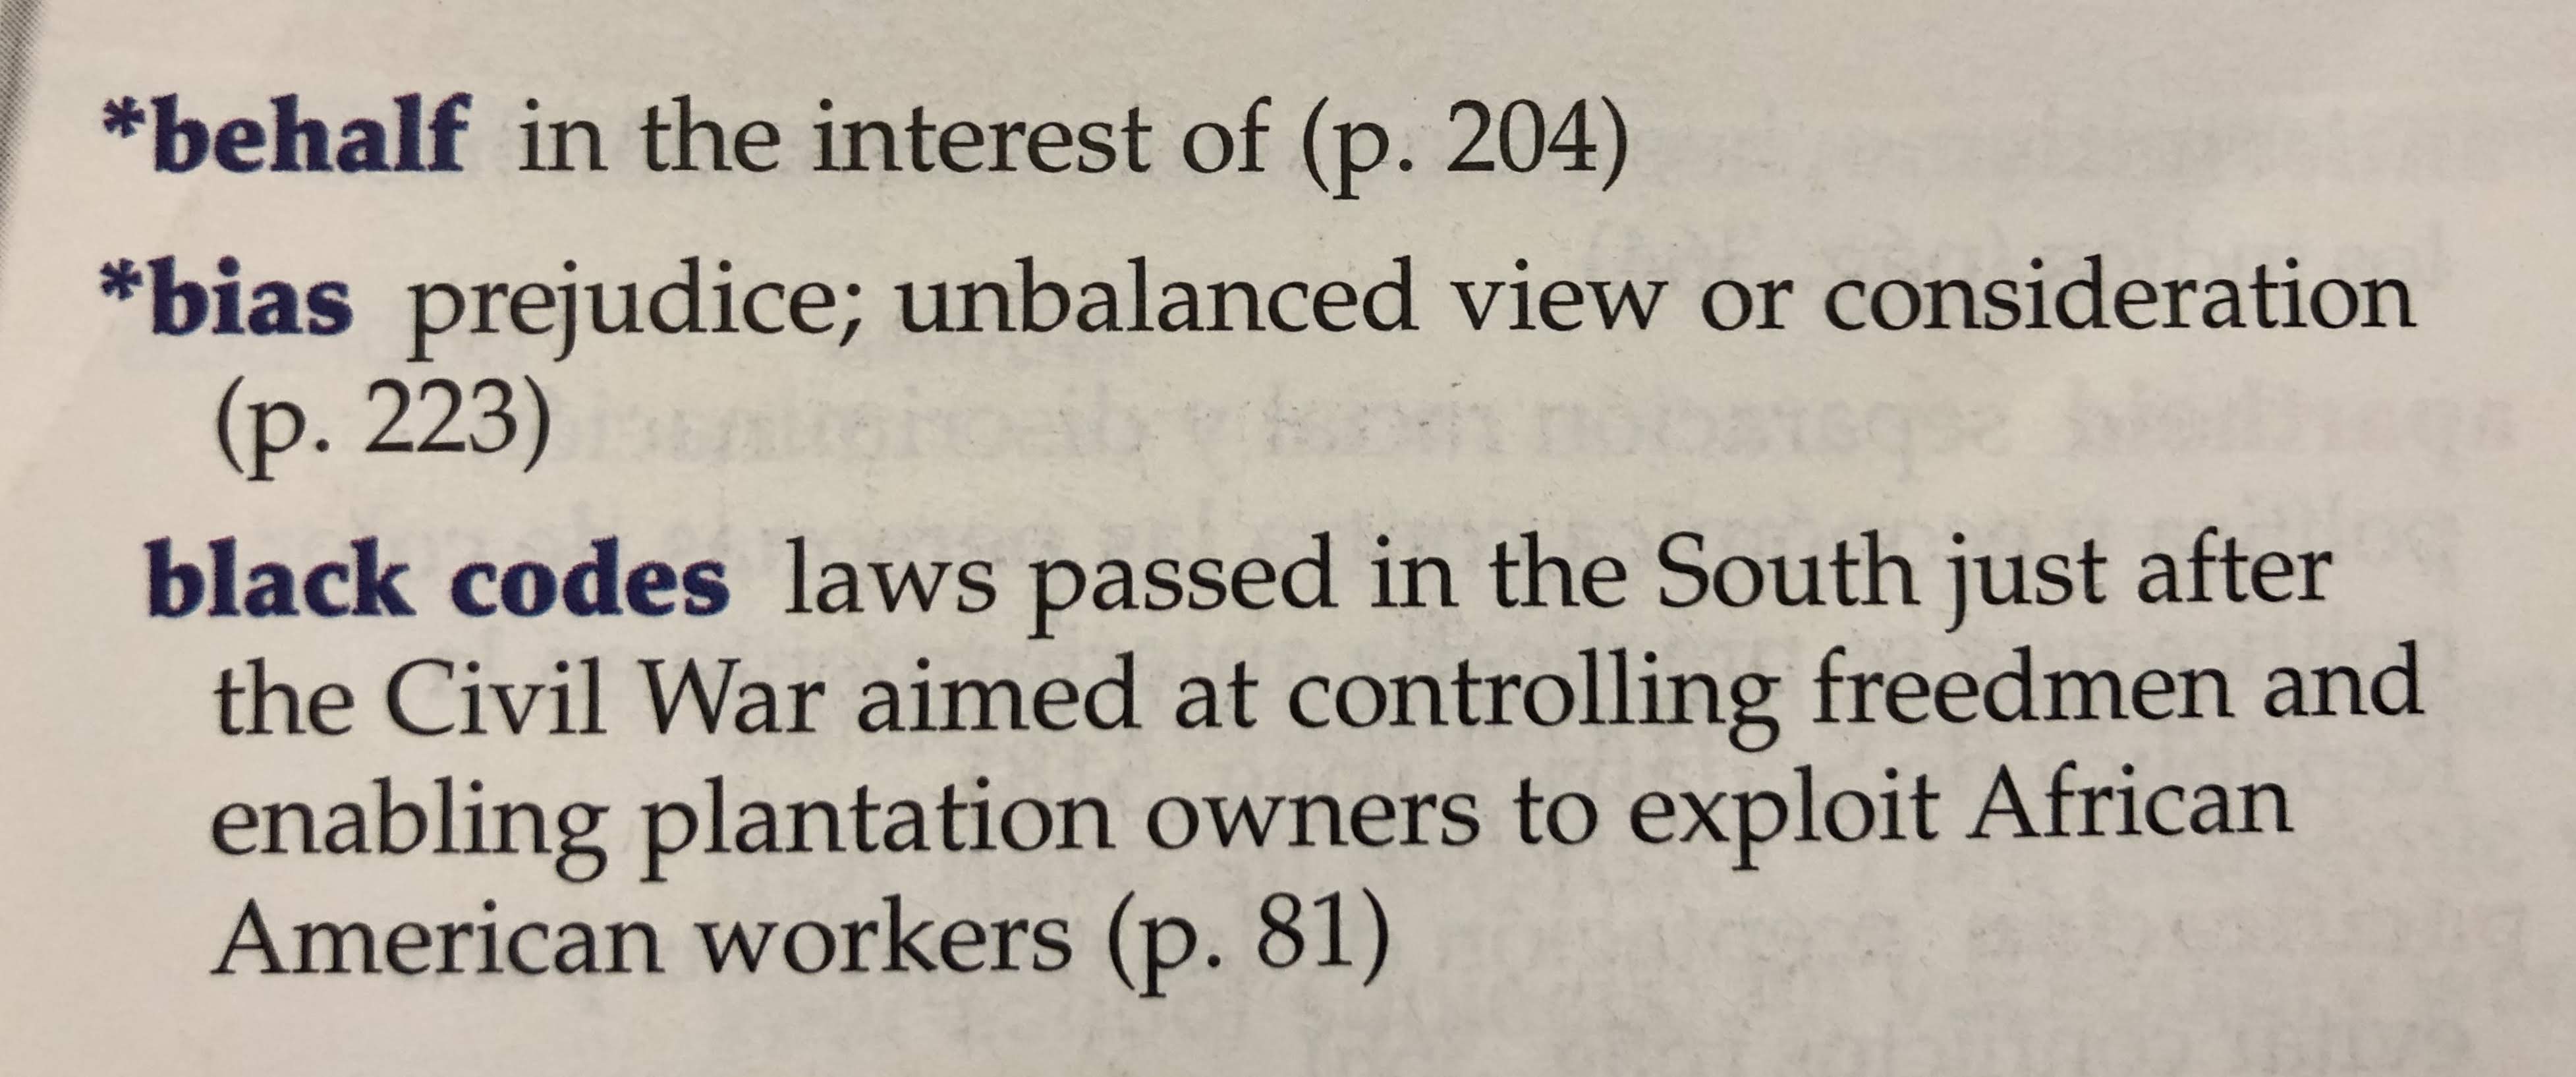 *behalf in the interest of (p. 204)
*bias prejudice; unbalanced view or consideration
(p. 223)
black codes laws passed in the South just after
the Civil War aimed at controlling freedmen and
enabling plantation owners to exploit African
American workers (p. 81)